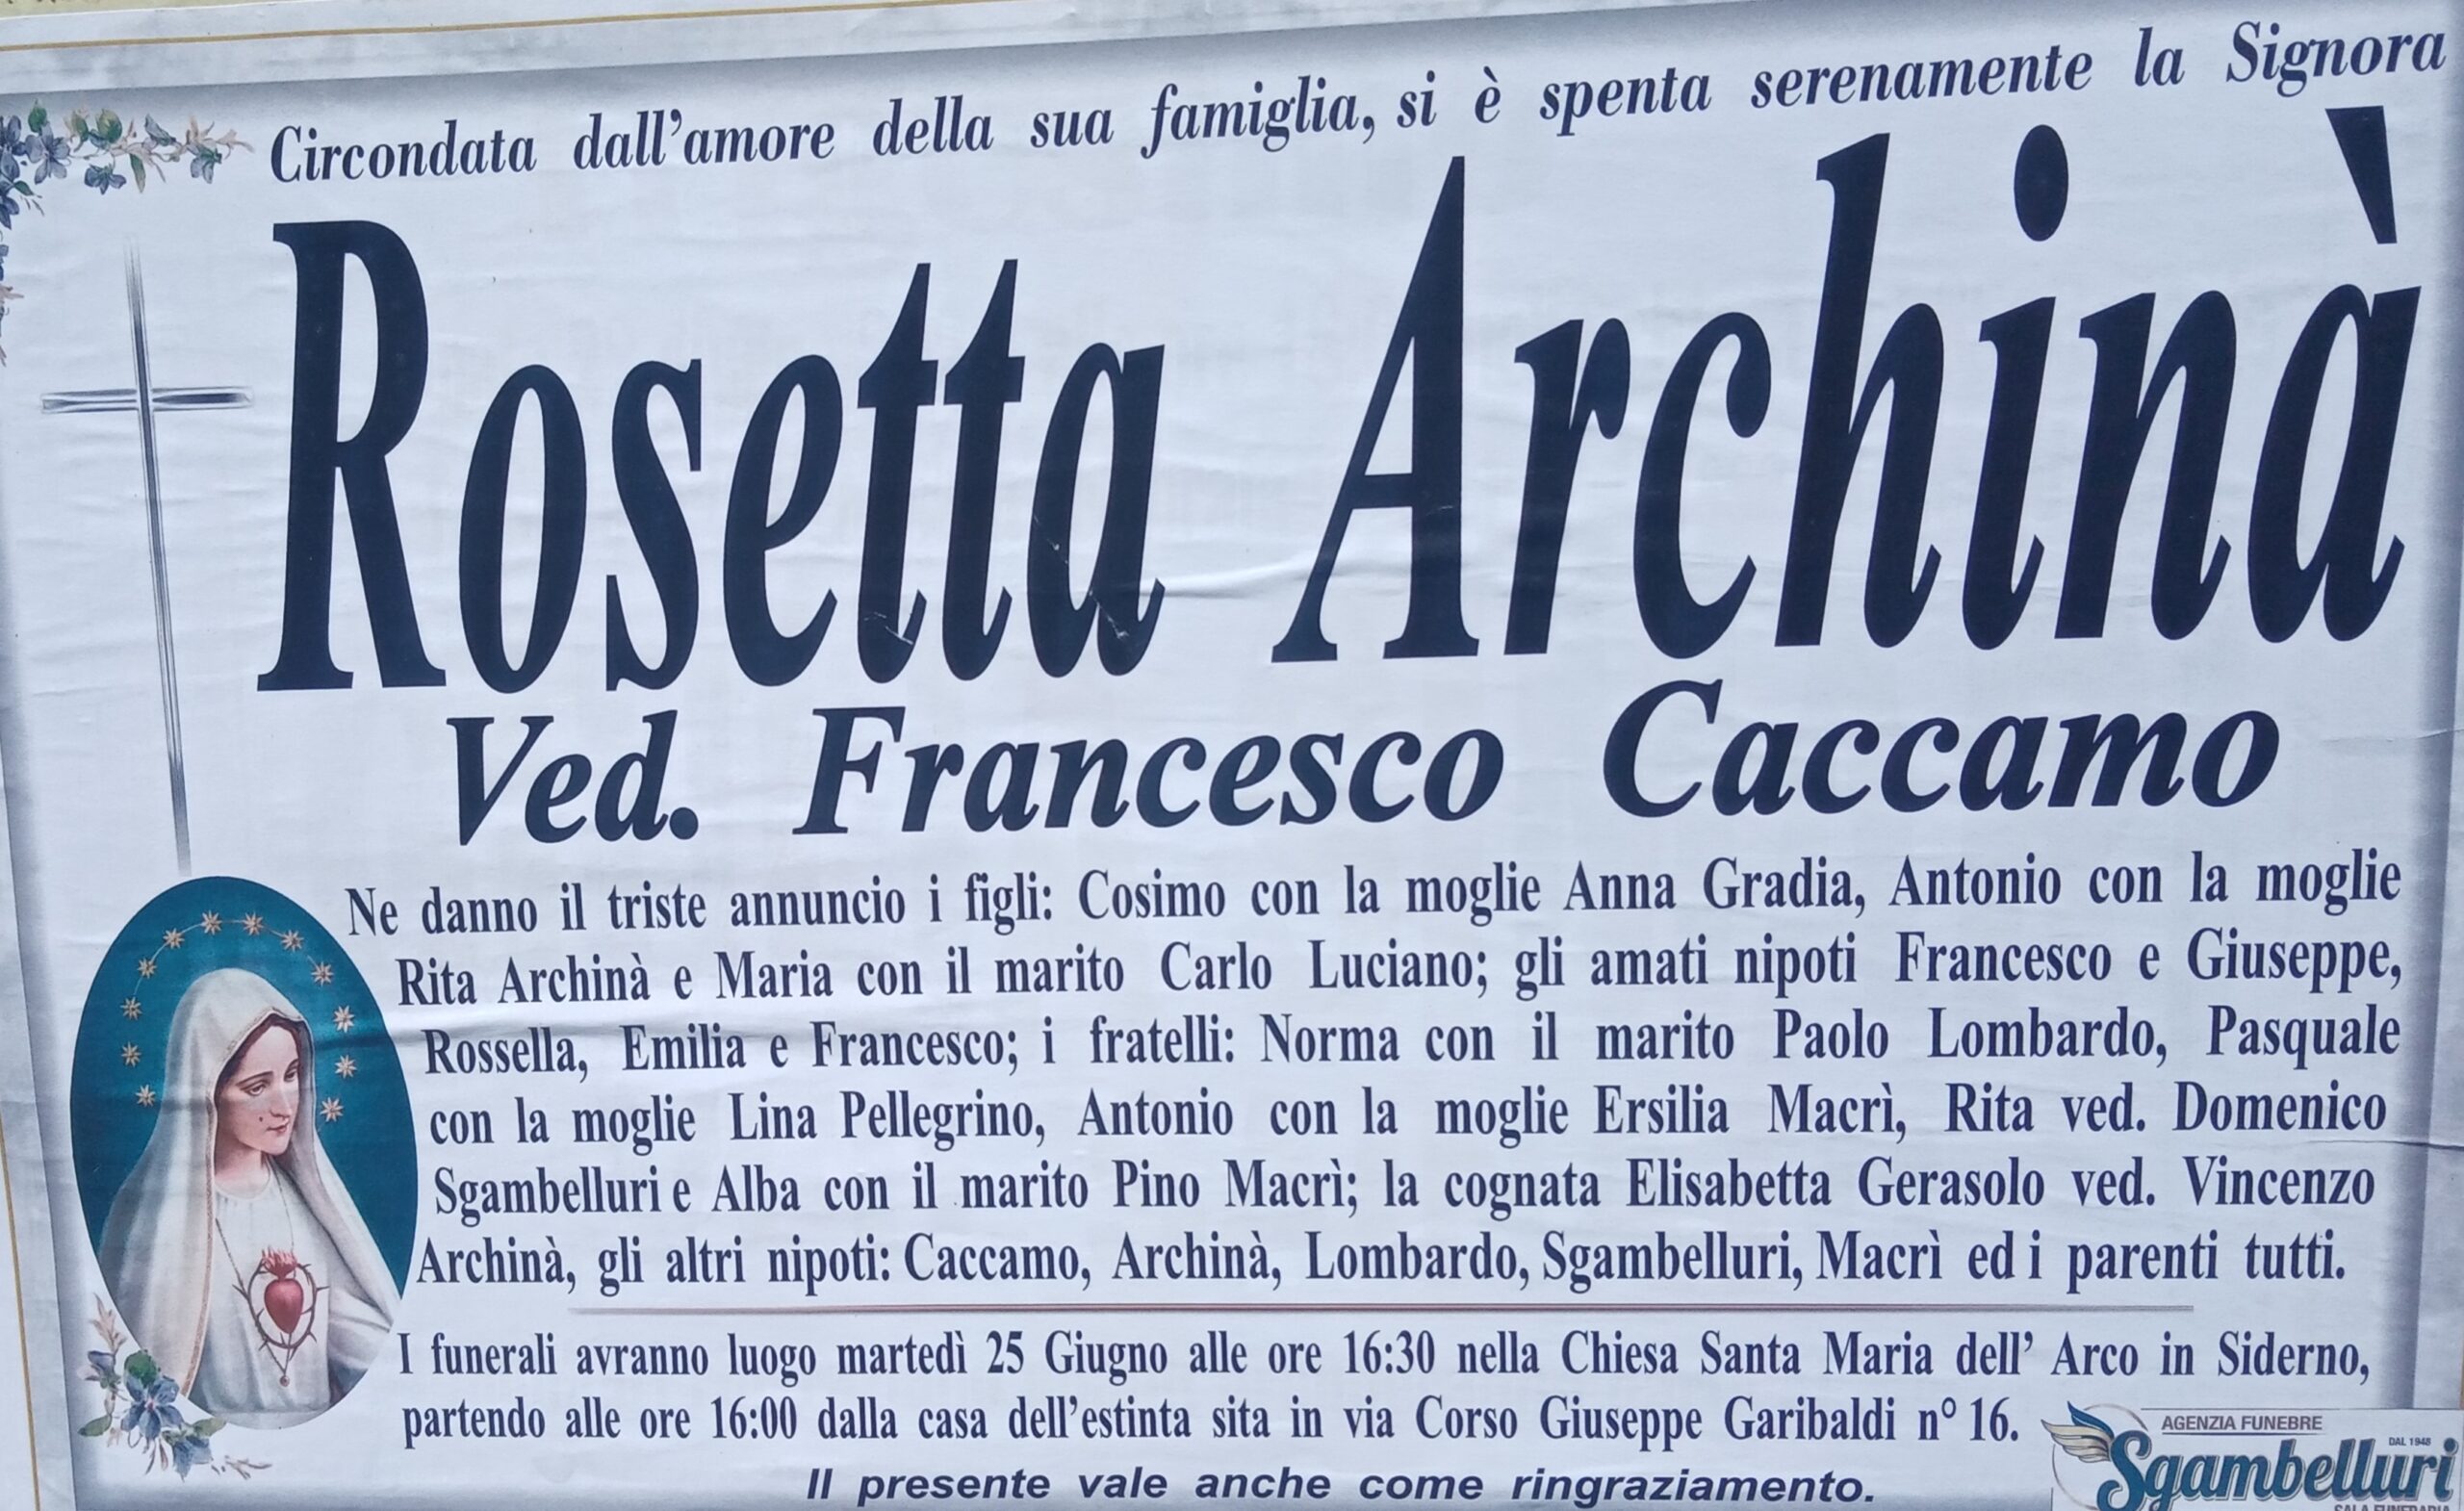 Circondata dall'amore della sua famiglia, si è spenta serenamente la Signora
Rosetta Archinà
Ved. Francesco Caccamo
Ne danno il triste annuncio i figli: Cosimo con la moglie Anna Gradia, Antonio con la moglie
Rita Archinà e Maria con il marito Carlo Luciano; gli amati nipoti Francesco e Giuseppe,
Rossella, Emilia e Francesco; i fratelli: Norma con il marito Paolo Lombardo, Pasquale
con la moglie Lina Pellegrino, Antonio con la moglie Ersilia Macrì, Rita ved. Domenico
Sgambelluri e Alba con il marito Pino Macrì; la cognata Elisabetta Gerasolo ved. Vincenzo
Archinà, gli altri nipoti: Caccamo, Archinà, Lombardo, Sgambelluri, Macrì ed i parenti tutti.
I funerali avranno luogo martedì 25 Giugno alle ore 16:30 nella Chiesa Santa Maria dell' Arco in Siderno,
partendo alle ore 16:00 dalla casa dell'estinta sita in via Corso Giuseppe Garibaldi n° 16.
Il presente vale anche come ringraziamento.
AGENZIA FUNEBRE
DAL 1948
Sgambelluri
SALA FUNERARIA